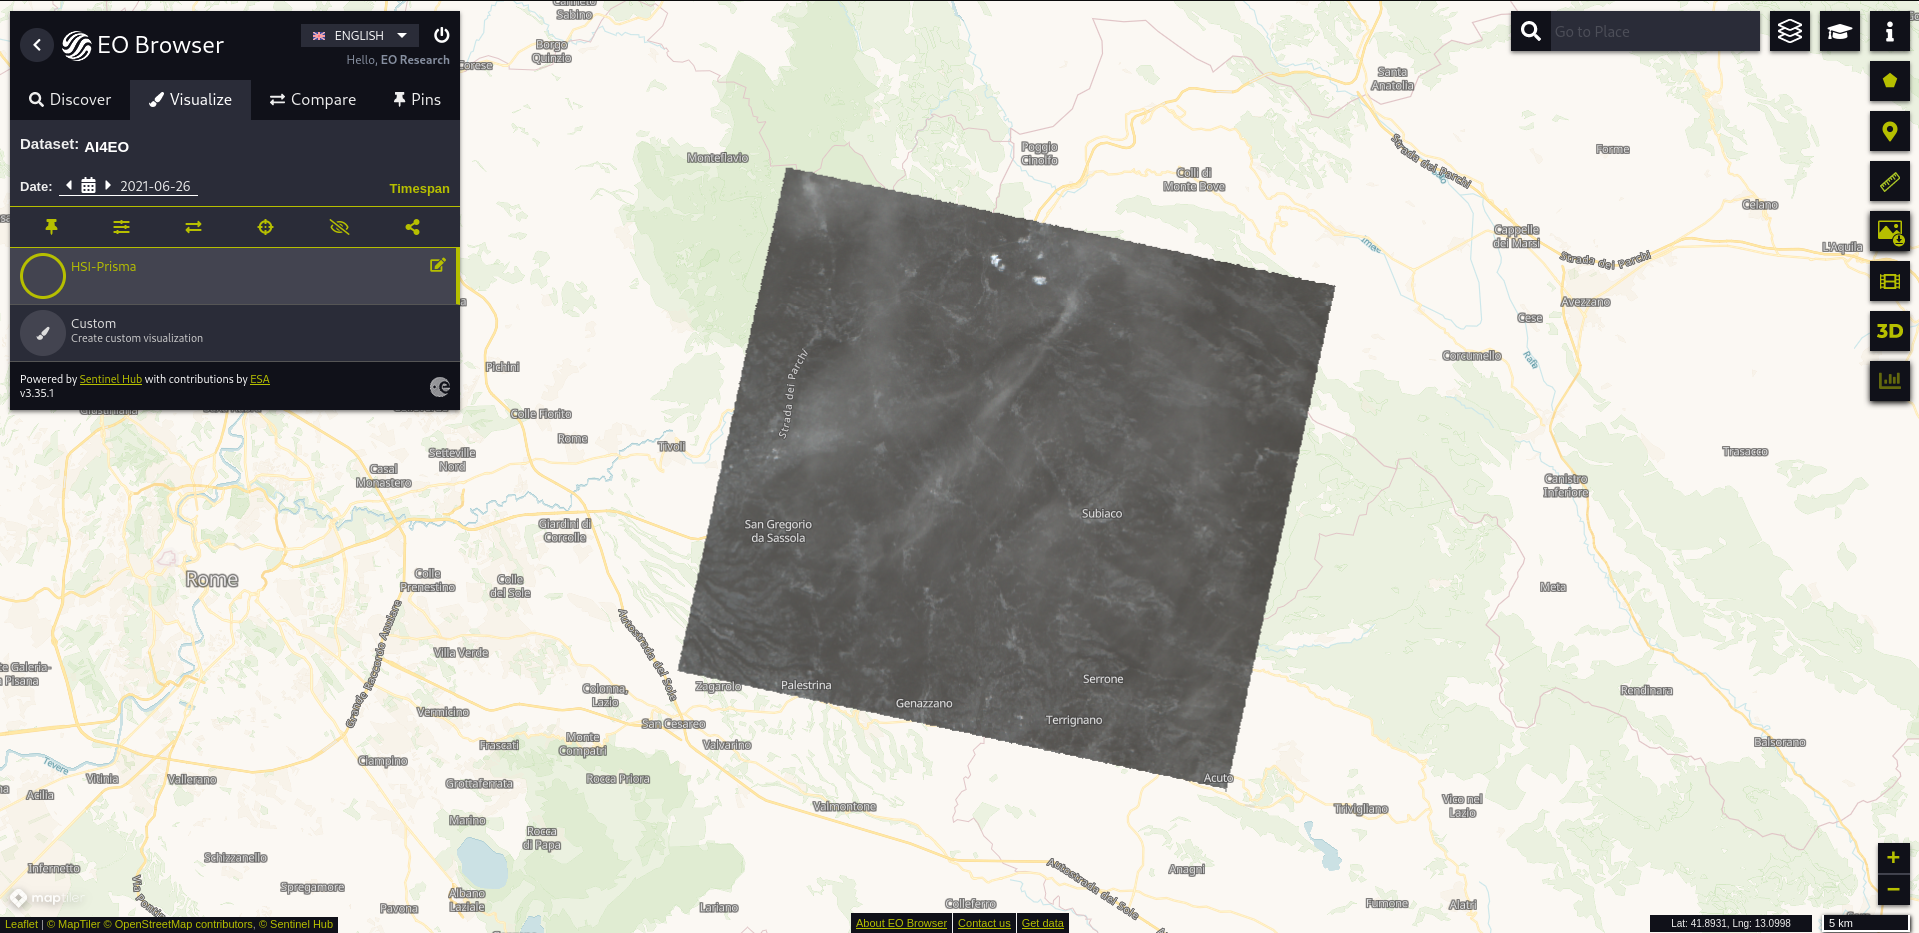 EO Browser
ENGLISH
Hello, EO Research
Discover
Visualize
Compare
Pins
Dataset: AI4EO
Date: 2021-06-26
Timespan
HSI-Prisma
Custom
Create custom visualization
Powered by Sentinel Hub with contributions by ESA
v3.35.1
Go to Place
3D
Sabino
Borgo
Quinzio
Corese
Santa
Anatolia
Monteflavio
Poggio
Cinolfo
Colli di
Monte Bove
Strada dei Parchi
Forme
Celano
Cappelle
dei Marsi
L'Aquila
Strada dei Parchi
Avezzano
Cese
Corcumello
Rafia
Pichini
Colle Fiorito
Rome
Tivoli
Setteville
Nord
Casal
Monastero
Strada dei Parchi
Trasacco
Canistro
Inferiore
San Gregorio
da Sassola
Subiaco
Giardini di
Corcolle
Rome
Colle
Prenestino
Colle
del Sole
Meta
Grande Raccordo Anulare
Autostrada del Sole
Villa Verde
Zagarolo
Palestrina
Genazzano
Serrone
Terrignano
Rendinara
Colonna,
Lazio
Vermicino
San Cesareo
Valvarino
Frascati
Monte
Compatri
Ciampino
Balsorano
Tevere
Vitinia
Vallerano
Acilia
Grottaferrata
Rocca Priora
Acuto
Valmontone
Trivigliano
Vico nel
Lazio
Marino
Rocca
di Papa
Schizzanello
Infernetto
Spregamore
Albano
Laziale
Pavona
Lariano
Colleferro
Autostrada del Sole
Anagni
Fumone
Alatri
maptiler
Leaflet | © MapTiler © OpenStreetMap contributors, © Sentinel Hub
About EO Browser
Contact us
Get data
Lat: 41.8931, Lng: 13.0998
5 km